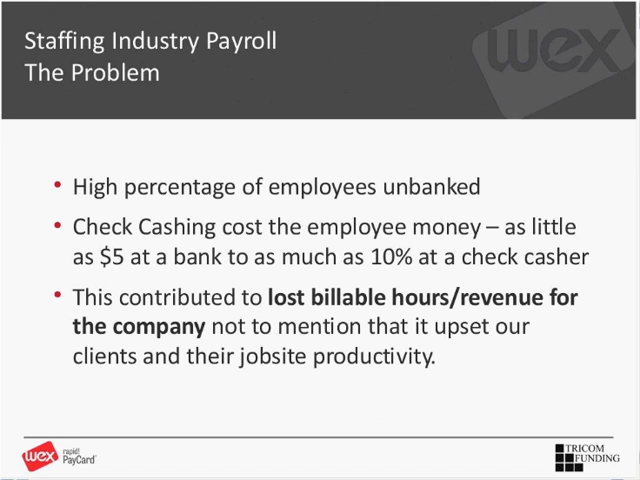 Staffing Industry Payroll
The Problem
wex
• High percentage of employees unbanked
• Check Cashing cost the employee money – as little
as $5 at a bank to as much as 10% at a check casher
• This contributed to lost billable hours/revenue for
the company not to mention that it upset our
clients and their jobsite productivity.
wex
rapid!
PayCard
TRICOM
FUNDING